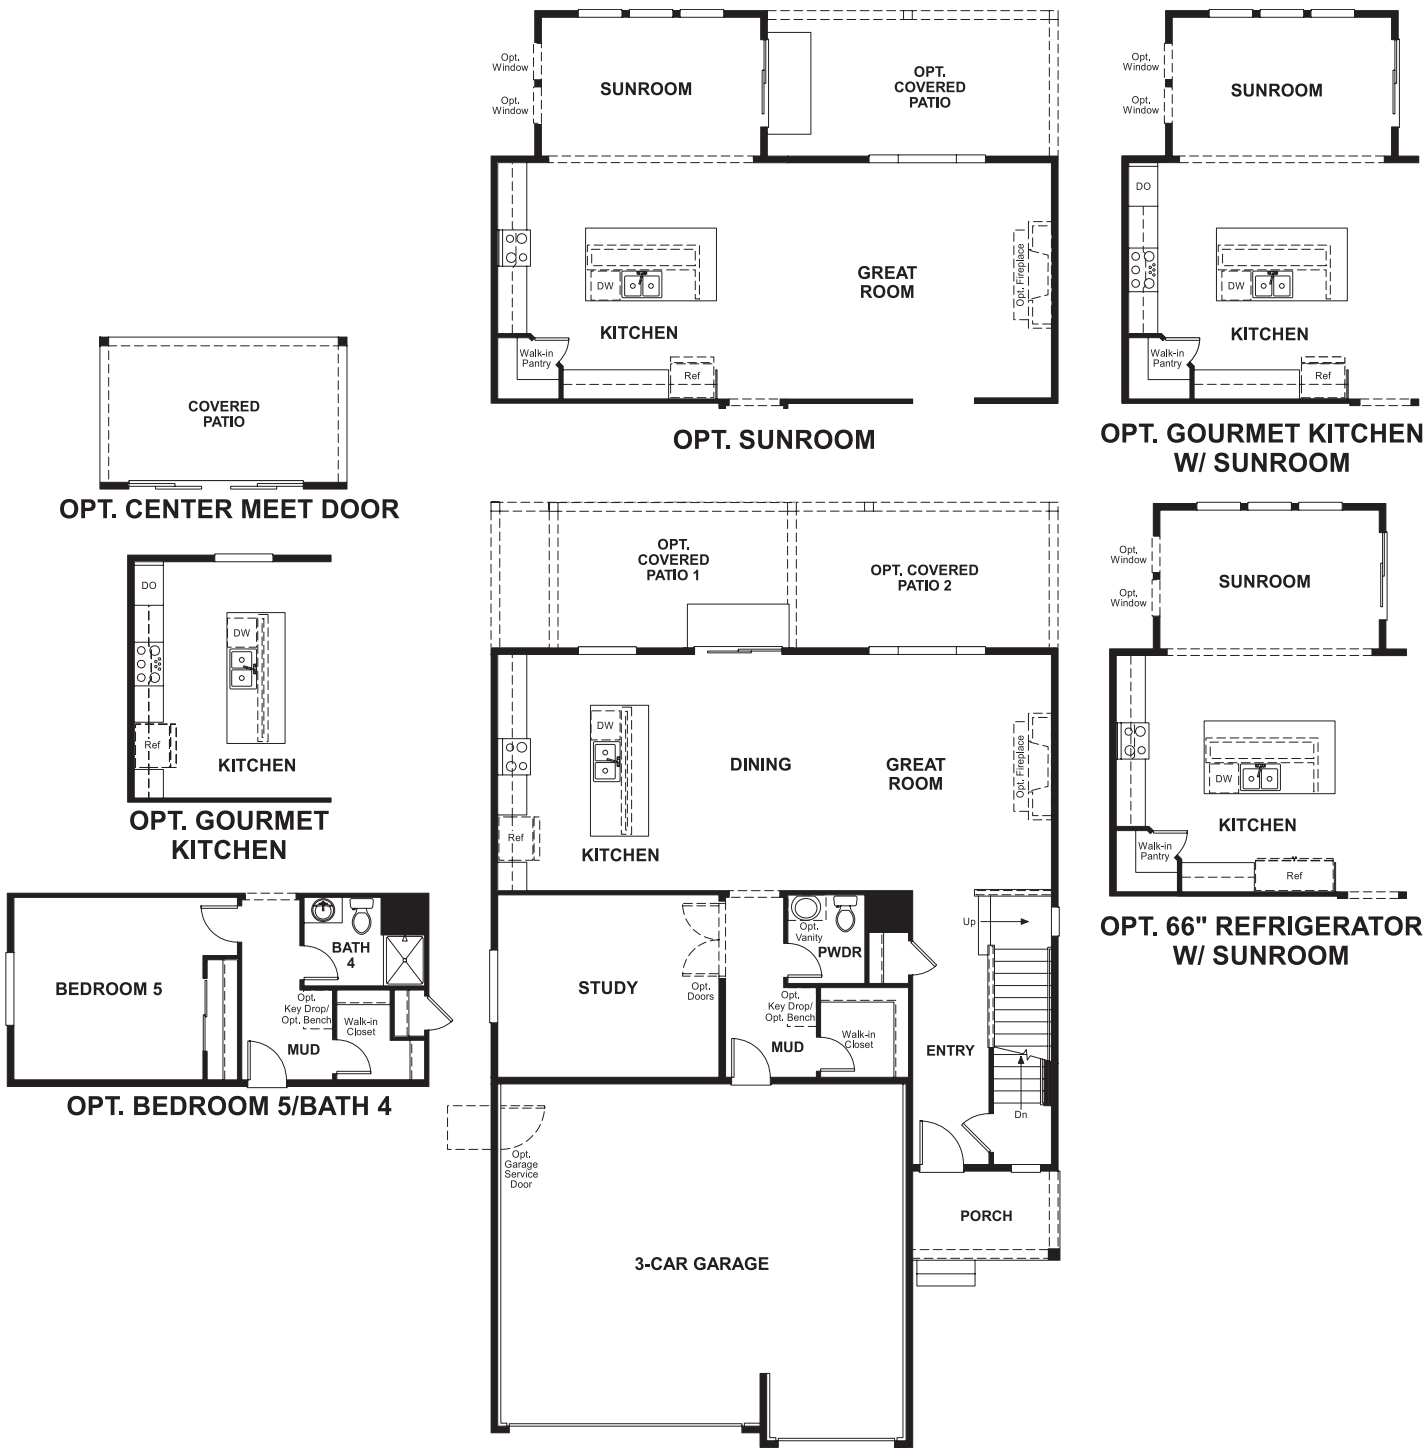 Opt.
Window
Opt.
Window
SUNROOM
OPT.
COVERED
PATIO
GREAT
ROOM
Opt. Fireplace
DW
KITCHEN
Walk-in
Pantry
Ref
OPT. SUNROOM
Opt.
Window
Opt.
Window
SUNROOM
DO
DW
KITCHEN
Walk-in
Pantry
Ref
OPT. GOURMET KITCHEN
W/ SUNROOM
COVERED
PATIO
OPT. CENTER MEET DOOR
DO
DW
Ref
KITCHEN
OPT. GOURMET
KITCHEN
OPT.
COVERED
PATIO 1
OPT. COVERED
PATIO 2
DW
DINING
GREAT
ROOM
Opt. Fireplace
Ref
KITCHEN
Opt.
Vanity
PWDR
Up
STUDY
Opt.
Doors
Opt.
Key Drop/
Opt. Bench
Walk-in
Closet
MUD
ENTRY
Dn
Opt.
Garage
Service
Door
PORCH
3-CAR GARAGE
Opt.
Window
Opt.
Window
SUNROOM
DW
KITCHEN
Walk-in
Pantry
Ref
OPT. 66" REFRIGERATOR
W/ SUNROOM
BATH
4
BEDROOM 5
Opt.
Key Drop/
Opt. Bench
Walk-in
Closet
MUD
OPT. BEDROOM 5/BATH 4